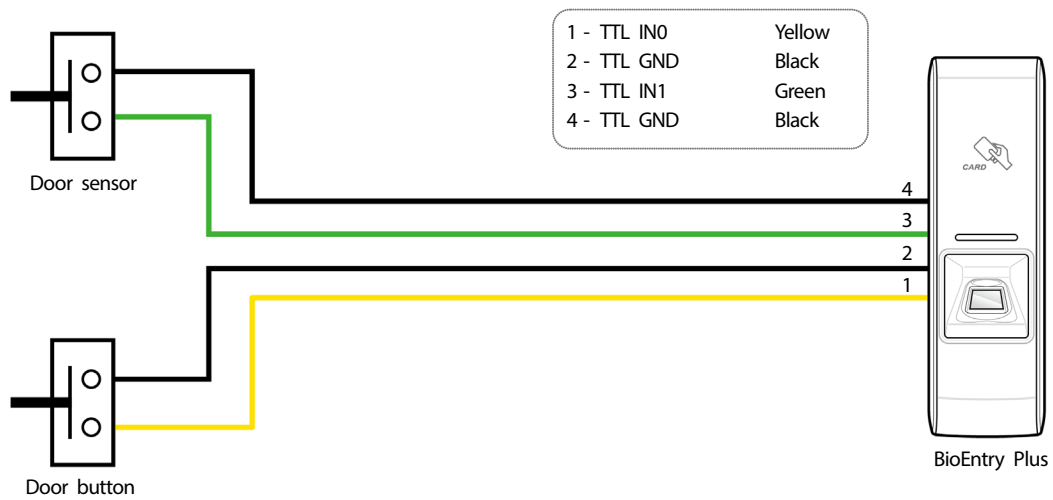 1 - TTL IN0 Yellow
2 - TTL GND Black
3 - TTL IN1 Green
4 - TTL GND Black
CARD
Door sensor
4
3
2
1
BioEntry Plus
Door button